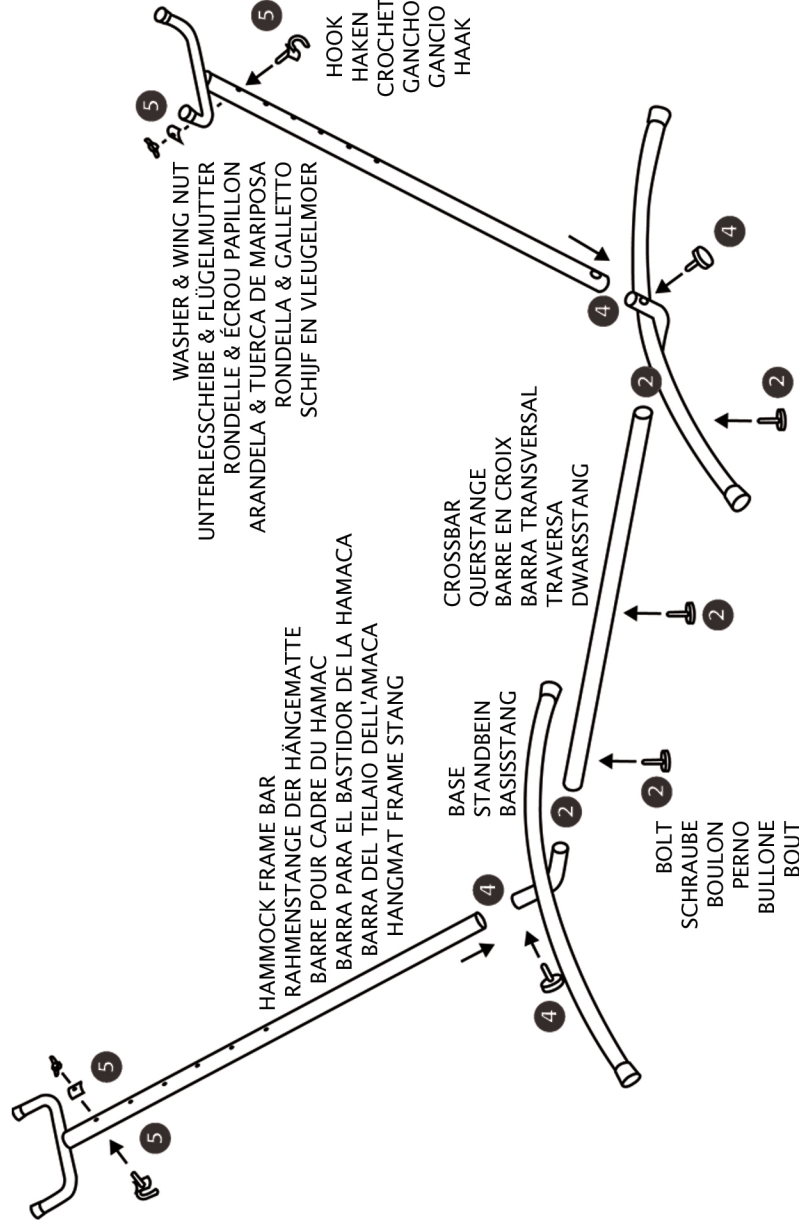 HAMMOCK FRAME BAR
RAHMENSTANGE DER HÄNGEMATTE
BARRE POUR CADRE DU HAMAC
BARRA PARA EL BASTIDOR DE LA HAMACA
BARRA DEL TELAIO DELL'AMACA
HANGMAT FRAME STANG
WASHER & WING NUT
UNTERLEGSCHEIBE & FLÜGELMUTTER
RONDELLE & ÉCROU PAPILLON
ARANDELA & TUERCA DE MARIPOSA
RONDELLA & GALLETTO
SCHIJF EN VLEUGELMOER
HOOK
HAKEN
CROCHET
GANCHO
GANCIO
HAAK
BASE
STANDBEIN
BASISSTANG
CROSSBAR
QUERSTANGE
BARRE EN CROIX
BARRA TRANSVERSAL
TRAVERSA
DWARSSTANG
BOLT
SCHRAUBE
BOULON
PERNO
BULLONE
BOUT
5
5
5
5
4
4
4
4
2
2
2
2
2